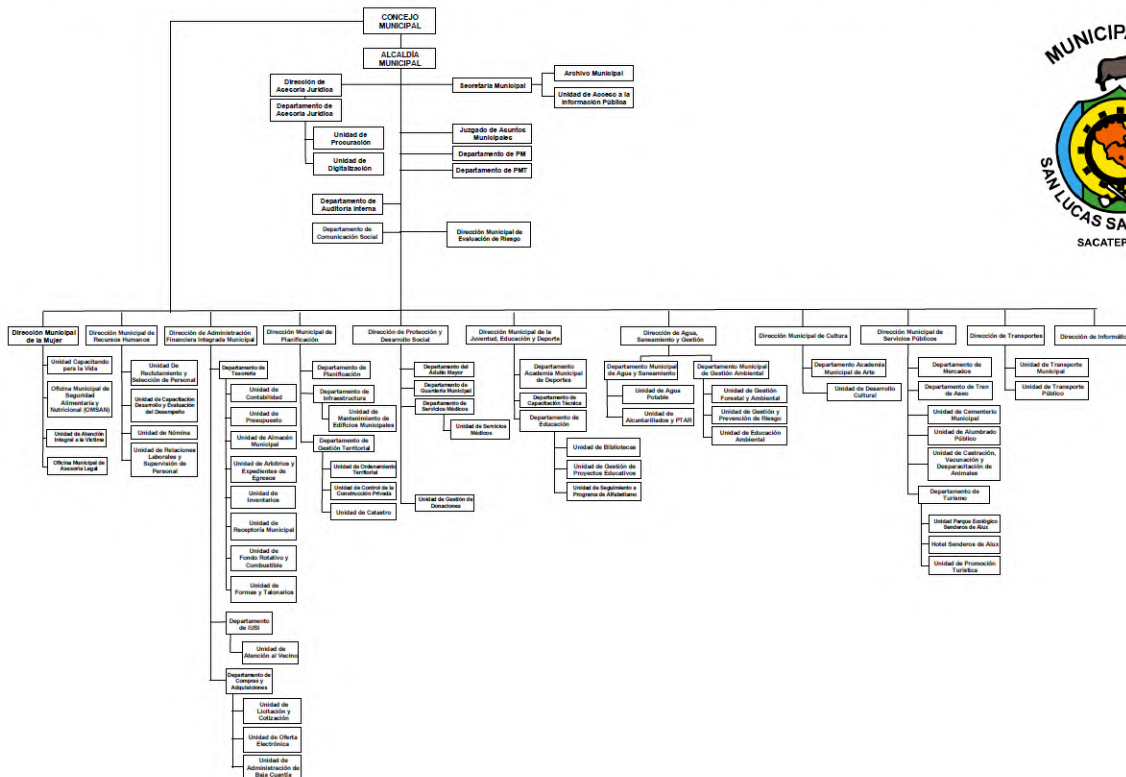 CONCEJO
MUNICIPAL
ALCALDÍA
MUNICIPAL
Dirección de
Asesoría Jurídica
Departamento de
Asesoría Jurídica
Unidad de
Procuración
Unidad de
Digitalización
Secretaría Municipal
Archivo Municipal
Unidad de Acceso a la
Información Pública
Juzgado de Asuntos
Municipales
Departamento de PM
Departamento de PMT
Departamento de
Auditoría Interna
Departamento de
Comunicación Social
Dirección Municipal de
Evaluación de Riesgo
SAN LUCAS
Dirección Municipal
de la Mujer
Unidad Capacitando
para la Vida
Oficina Municipal de
Seguridad
Alimentaria y
Nutricional (OMSAN)
Unidad de Atención
Integral a la Víctima
Oficina Municipal de
Asesoría Legal
Dirección Municipal de
Recursos Humanos
Unidad De
Reclutamiento y
Selección de Personal
Unidad de Capacitación
Desarrollo y Evaluación
del Desempeño
Unidad de Nómina
Unidad de Relaciones
Laborales y
Supervisión de
Personal
Dirección de Administración
Financiera Integrada Municipal
Departamento de
Tesorería
Unidad de
Contabilidad
Unidad de
Presupuesto
Unidad de Almacén
Municipal
Unidad de Arbitrios y
Expedientes de
Egresos
Unidad de
Inventarios
Unidad de
Receptoría Municipal
Unidad de
Fondo Rotativo y
Combustible
Unidad de
Formas y Talonarios
Departamento
de IUSI
Unidad de
Atención al Vecino
Departamento de
Compras y
Adquisiciones
Unidad de
Licitación y
Cotización
Unidad de Oferta
Electrónica
Unidad de
Administración de
Baja Cuantía
Dirección Municipal de
Planificación
Departamento de
Planificación
Departamento de
Infraestructura
Unidad de
Mantenimiento de
Edificios Municipales
Departamento de
Gestión Territorial
Unidad de Ordenamiento
Territorial
Unidad de Control de la
Construcción Privada
Unidad de Catastro
Dirección de Protección y
Desarrollo Social
Departamento del
Adulto Mayor
Departamento de
Guardería Municipal
Departamento de
Servicios Médicos
Unidad de Servicios
Médicos
Unidad de Gestión de
Donaciones
Dirección Municipal de la
Juventud, Educación y Deporte
Departamento
Academia Municipal
de Deportes
Departamento de
Capacitación Técnica
Departamento de
Educación
Unidad de Bibliotecas
Unidad de Gestión de
Proyectos Educativos
Unidad de Seguimiento a
Programa de Alfabetismo
Dirección de Agua,
Saneamiento y Gestión
Departamento Municipal
de Agua y Saneamiento
Unidad de Agua
Potable
Unidad de
Alcantarillados y PTAR
Departamento Municipal
de Gestión Ambiental
Unidad de Gestión
Forestal y Ambiental
Unidad de Gestión y
Prevención de Riesgo
Unidad de Educación
Ambiental
Dirección Municipal de Cultura
Departamento Academia
Municipal de Arte
Unidad de Desarrollo
Cultural
Dirección Municipal de
Servicios Públicos
Departamento de
Mercados
Departamento de Tren
de Aseo
Unidad de Cementerio
Municipal
Unidad de Alumbrado
Público
Unidad de Castración,
Vacunación y
Desparacitación de
Animales
Departamento de
Turismo
Unidad Parque Ecológico
Senderos de Alux
Hotel Senderos de Alux
Unidad de Promoción
Turística
Dirección de Transportes
Unidad de Transporte
Municipal
Unidad de Transporte
Público
Dirección de